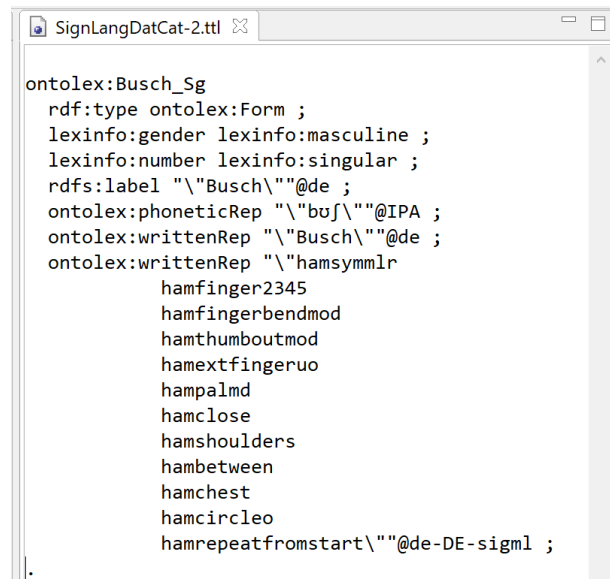 SignLangDatCat-2.ttl
ontolex:Busch_Sg
rdf:type ontolex:Form ;
lexinfo:gender lexinfo:masculine ;
lexinfo:number lexinfo:singular ;
rdfs:label "\"Busch\""@de ;
ontolex:phoneticRep "\"bʊʃ\""@IPA ;
ontolex:writtenRep "\"Busch\""@de ;
ontolex:writtenRep "\"hamsymmlr
hamfinger2345
hamfingerbendmod
hamthumboutmod
hamextfingeruo
hampalmd
hamclose
hamshoulders
hambetween
hamchest
hamcircleo
hamrepeatfromstart\""@de-DE-sigml ;
.